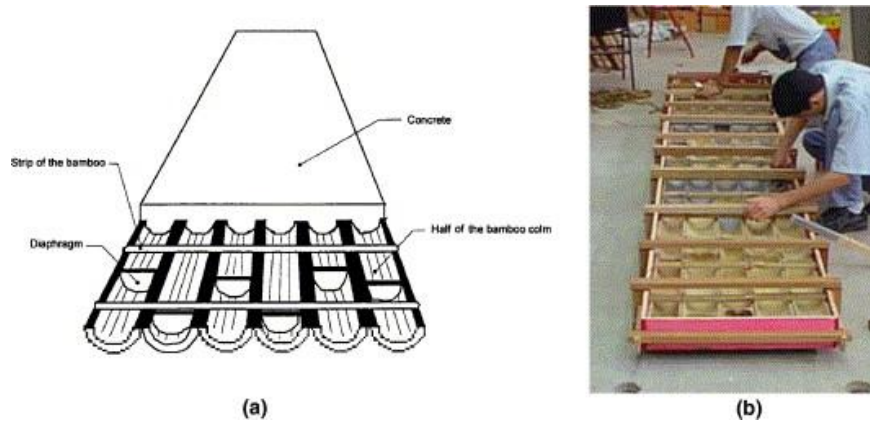 Concrete
Strip of the bamboo
Diaphragm
Half of the bamboo colm
(a)
(b)